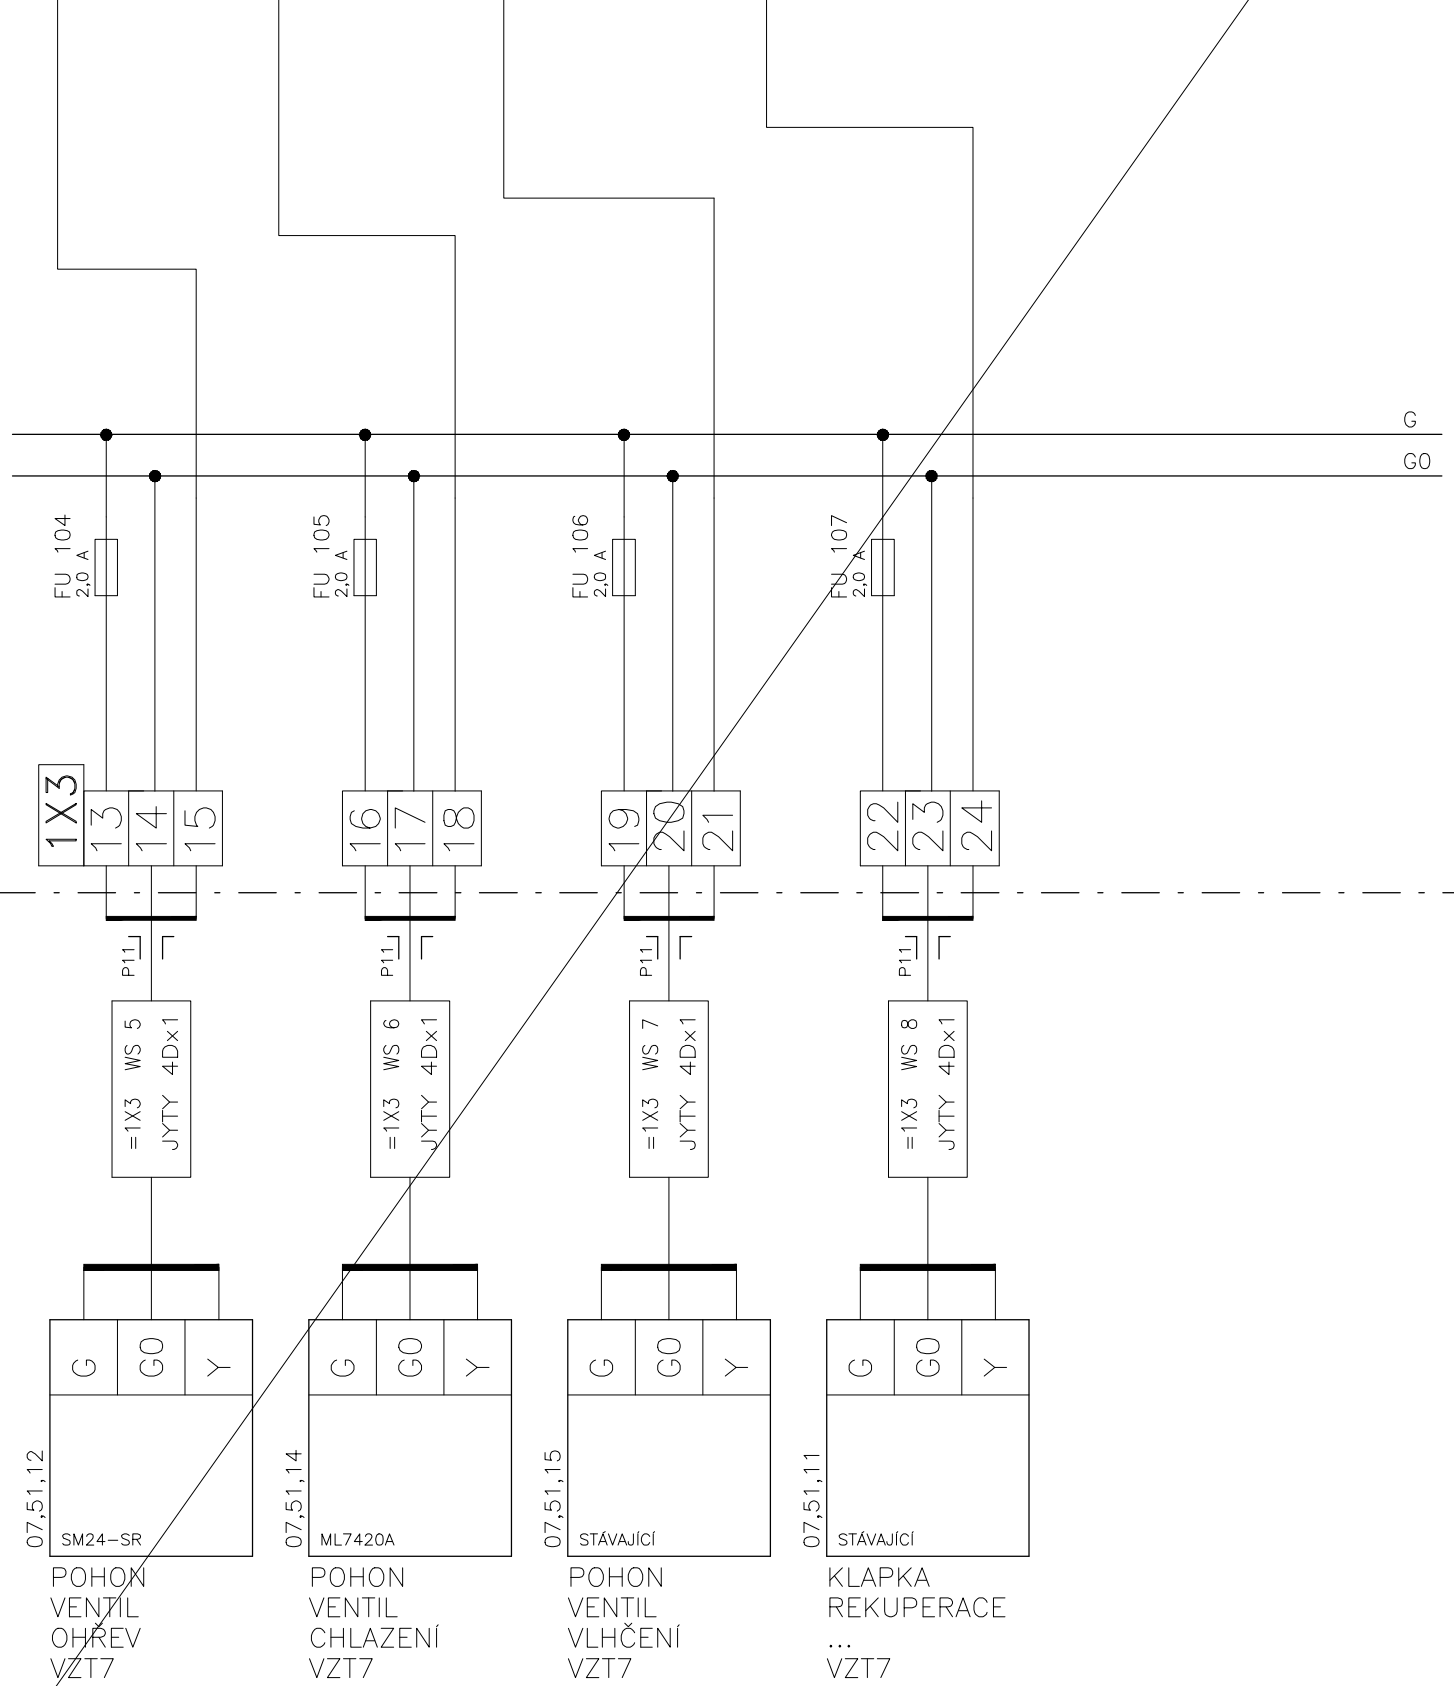 G
G0
FU 104
2,0 A
FU 105
2,0 A
FU 106
2,0 A
FU 107
2,0 A
1X3
13
14
15
16
17
18
19
20
21
22
23
24
P11
P11
P11
P11
=1X3 WS 5
JYTY 4Dx1
=1X3 WS 6
JYTY 4Dx1
=1X3 WS 7
JYTY 4Dx1
=1X3 WS 8
JYTY 4Dx1
G
G0
Y
G
G0
Y
G
G0
Y
G
G0
Y
07,51,12
SM24-SR
POHON
VENTIL
OHŘEV
VZT7
07,51,14
ML7420A
POHON
VENTIL
CHLAZENÍ
VZT7
07,51,15
STÁVAJÍCÍ
POHON
VENTIL
VLHČENÍ
VZT7
07,51,11
STÁVAJÍCÍ
KLAPKA
REKUPERACE
...
VZT7